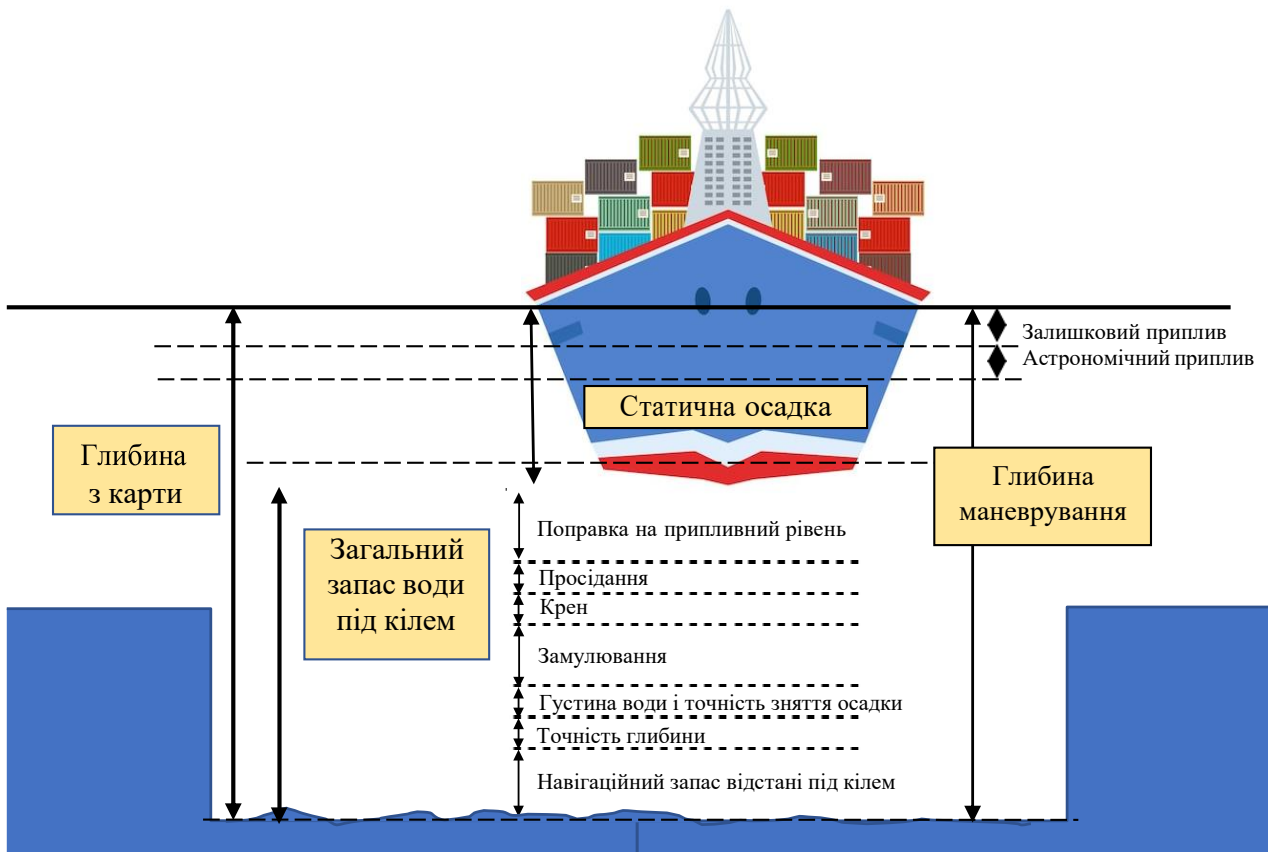 Залишковий приплив
Астрономічний приплив
Статична осадка
Глибина
з карти
Глибина
маневрування
Загальний
запас води
під кілем
Поправка на припливний рівень
Просідання
Крен
Замулювання
Густина води і точність зняття осадки
Точність глибини
Навігаційний запас відстані під кілем